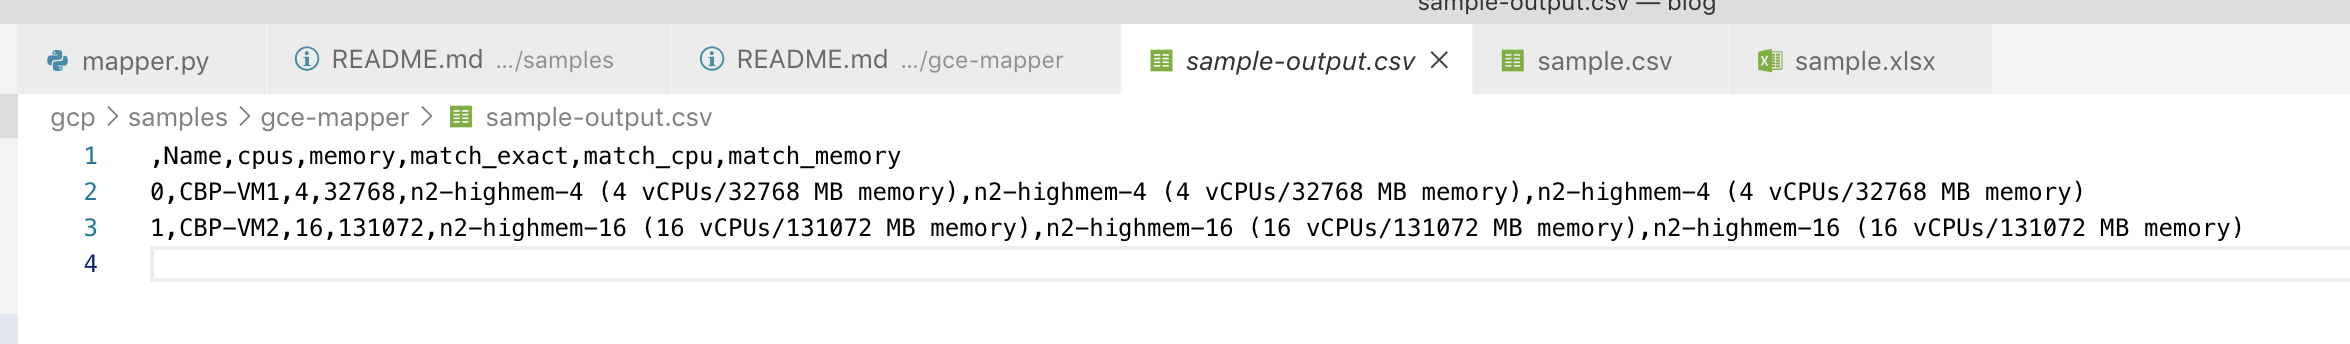 sample-output.csv — blog
mapper.py README.md .../samples README.md .../gce-mapper sample-output.csv sample.csv sample.xlsx
gcp > samples > gce-mapper > sample-output.csv
1 ,Name,cpus,memory,match_exact,match_cpu,match_memory
2 0,CBP-VM1,4,32768,n2-highmem-4 (4 vCPUs/32768 MB memory),n2-highmem-4 (4 vCPUs/32768 MB memory),n2-highmem-4 (4 vCPUs/32768 MB memory)
3 1,CBP-VM2,16,131072,n2-highmem-16 (16 vCPUs/131072 MB memory),n2-highmem-16 (16 vCPUs/131072 MB memory),n2-highmem-16 (16 vCPUs/131072 MB memory)
4